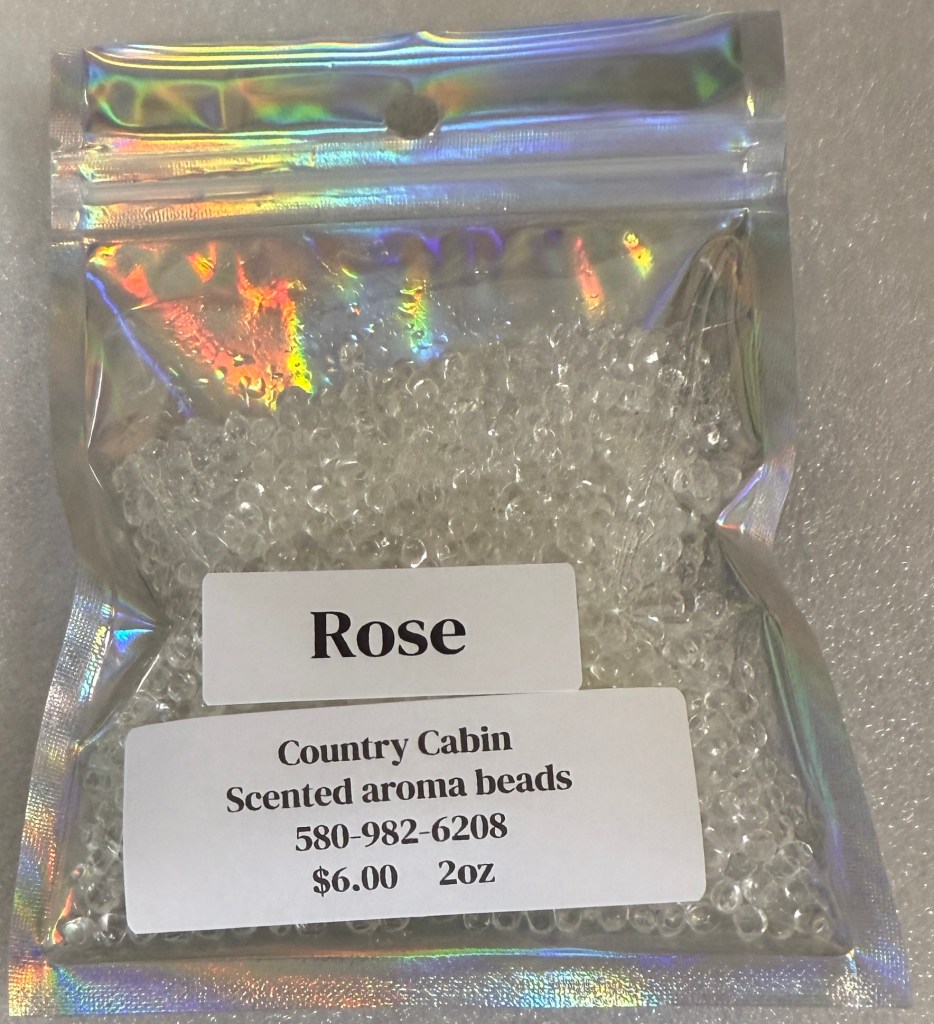 Rose
Country Cabin
Scented aroma beads
580-982-6208
$6.00 2oz